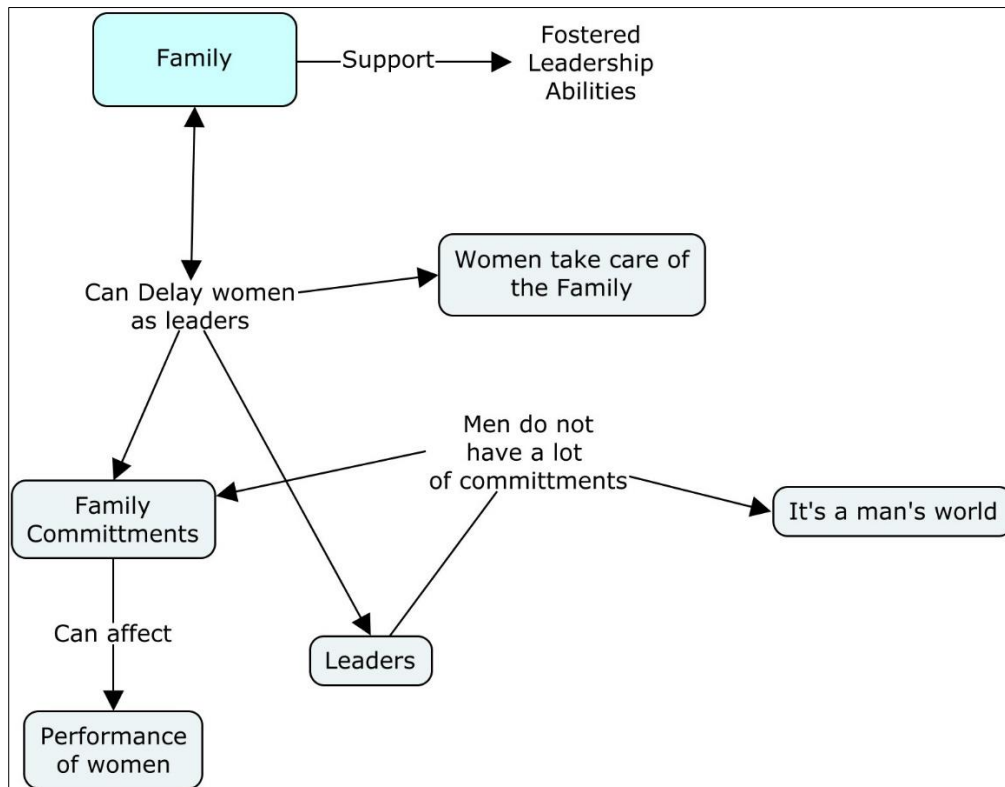 Family
Support
Fostered
Leadership
Abilities
Women take care of
the Family
Can Delay women
as leaders
Men do not
have a lot
of committments
Family
Committments
It's a man's world
Can affect
Leaders
Performance
of women